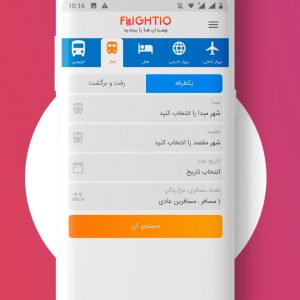 10:16
FLIGHTIO
چمدان‌ها را ببندید
پرواز داخلی
پرواز خارجی
هتل
قطار
اتوبوس
یکطرفه
رفت و برگشت
مبدا
شهر مبدا را انتخاب کنید
مقصد
شهر مقصد را انتخاب کنید
تاریخ رفت
انتخاب تاریخ
تعداد مسافران، نوع واگن
۱ مسافر . مسافرین عادی
جستجو کن